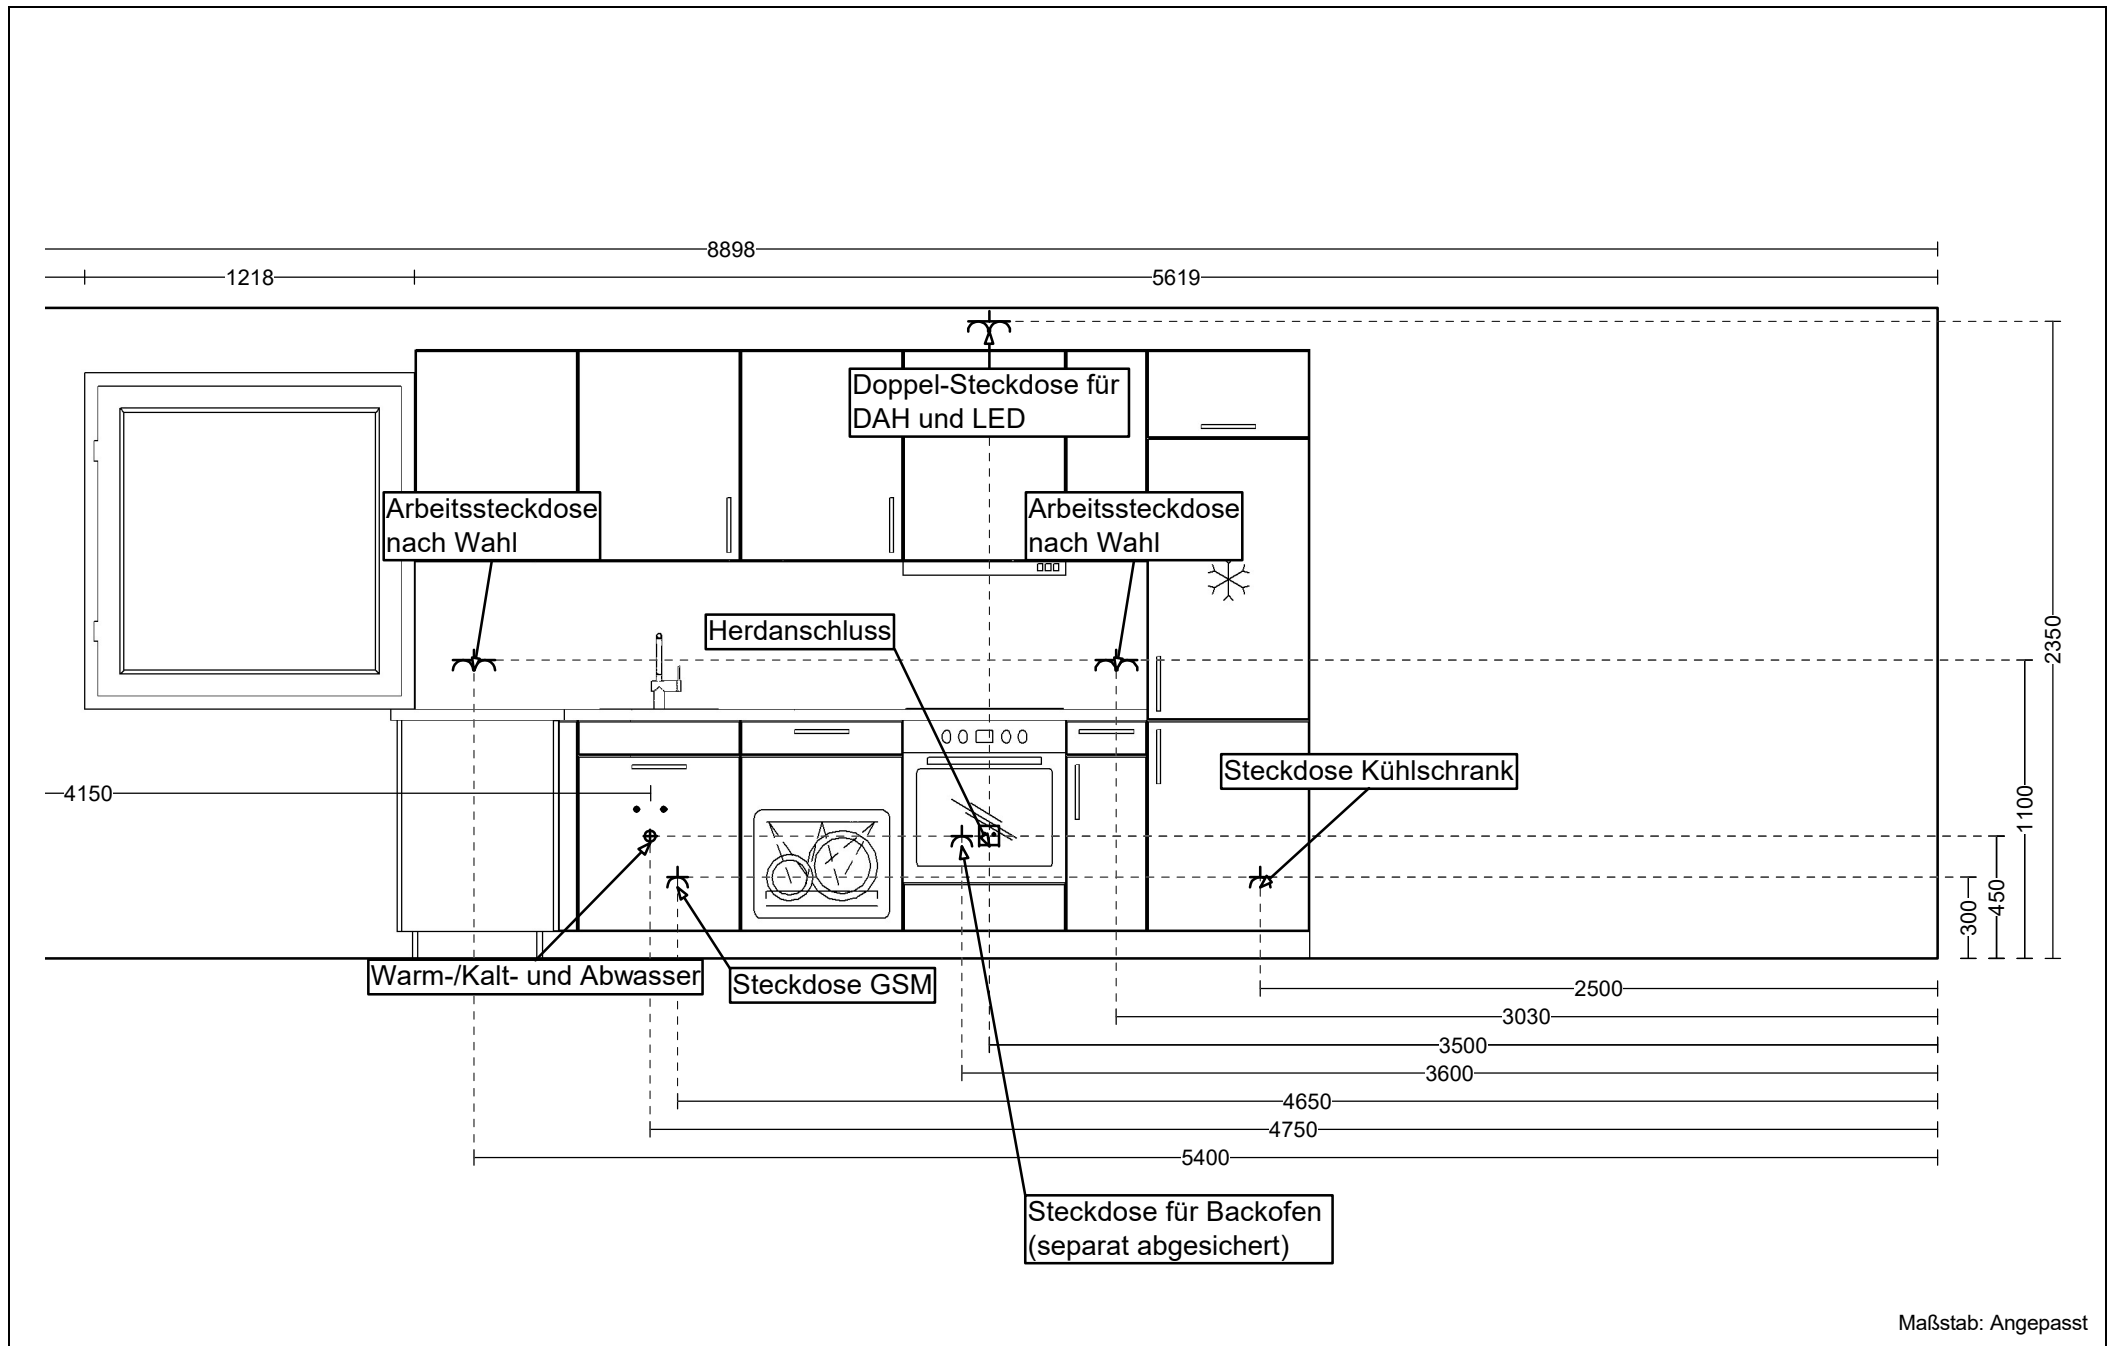 8898
1218
5619
Doppel-Steckdose für
DAH und LED
Arbeitssteckdose
nach Wahl
Arbeitssteckdose
nach Wahl
Herdanschluss
2350
Steckdose Kühlschrank
4150
1100
450
300
Warm-/Kalt- und Abwasser
Steckdose GSM
2500
3030
3500
3600
4650
4750
5400
Steckdose für Backofen
(separat abgesichert)
Maßstab: Angepasst